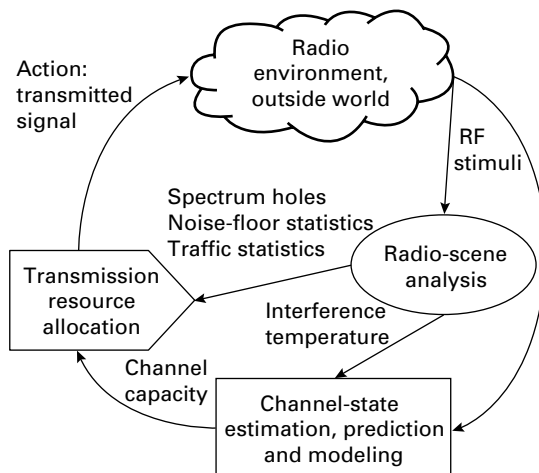 Radio
environment,
outside world
Action:
transmitted
signal
RF
stimuli
Spectrum holes
Noise-floor statistics
Traffic statistics
Radio-scene
analysis
Transmission
resource
allocation
Interference
temperature
Channel
capacity
Channel-state
estimation, prediction
and modeling